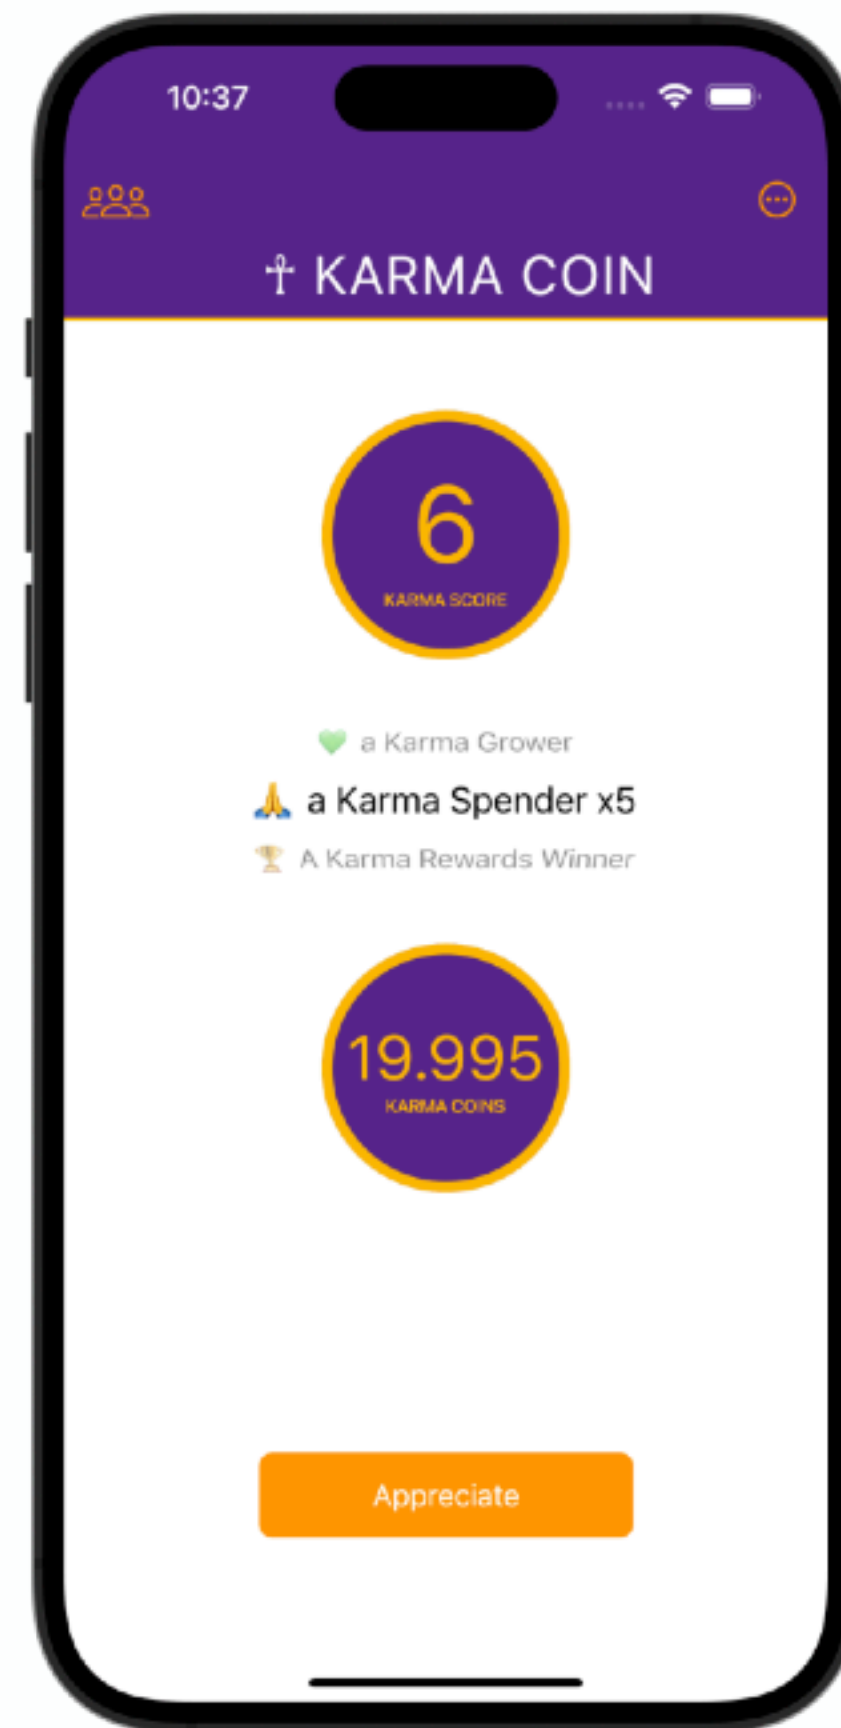 10:37
☥ KARMA COIN
6
KARMA SCORE
💚 a Karma Grower
🙏 a Karma Spender x5
🏆 A Karma Rewards Winner
19.995
KARMA COINS
Appreciate